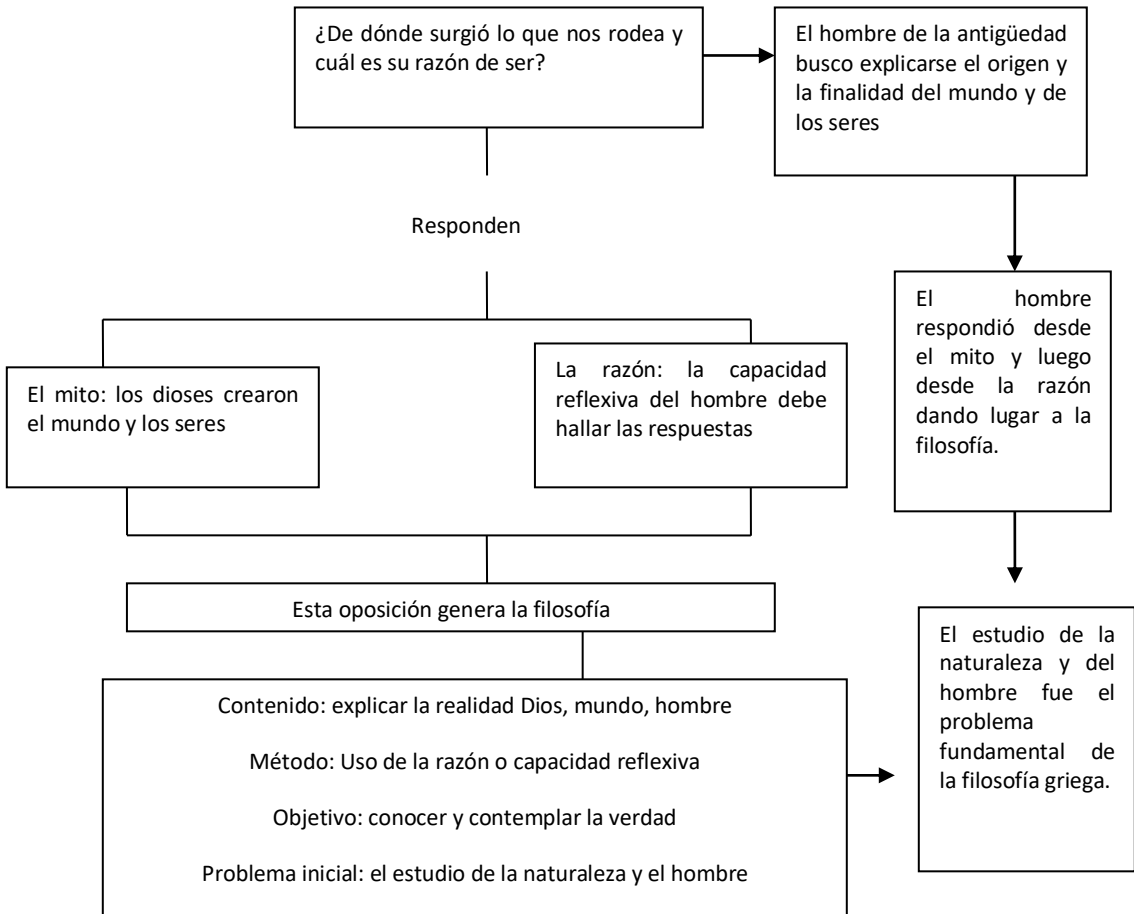 ¿De dónde surgió lo que nos rodea y
cuál es su razón de ser?
El hombre de la antigüedad
busco explicarse el origen y
la finalidad del mundo y de
los seres
Responden
El mito: los dioses crearon
el mundo y los seres
La razón: la capacidad
reflexiva del hombre debe
hallar las respuestas
El hombre
respondió desde
el mito y luego
desde la razón
dando lugar a la
filosofía.
Esta oposición genera la filosofía
Contenido: explicar la realidad Dios, mundo, hombre
Método: Uso de la razón o capacidad reflexiva
Objetivo: conocer y contemplar la verdad
Problema inicial: el estudio de la naturaleza y el hombre
El estudio de la
naturaleza y del
hombre fue el
problema
fundamental de
la filosofía griega.